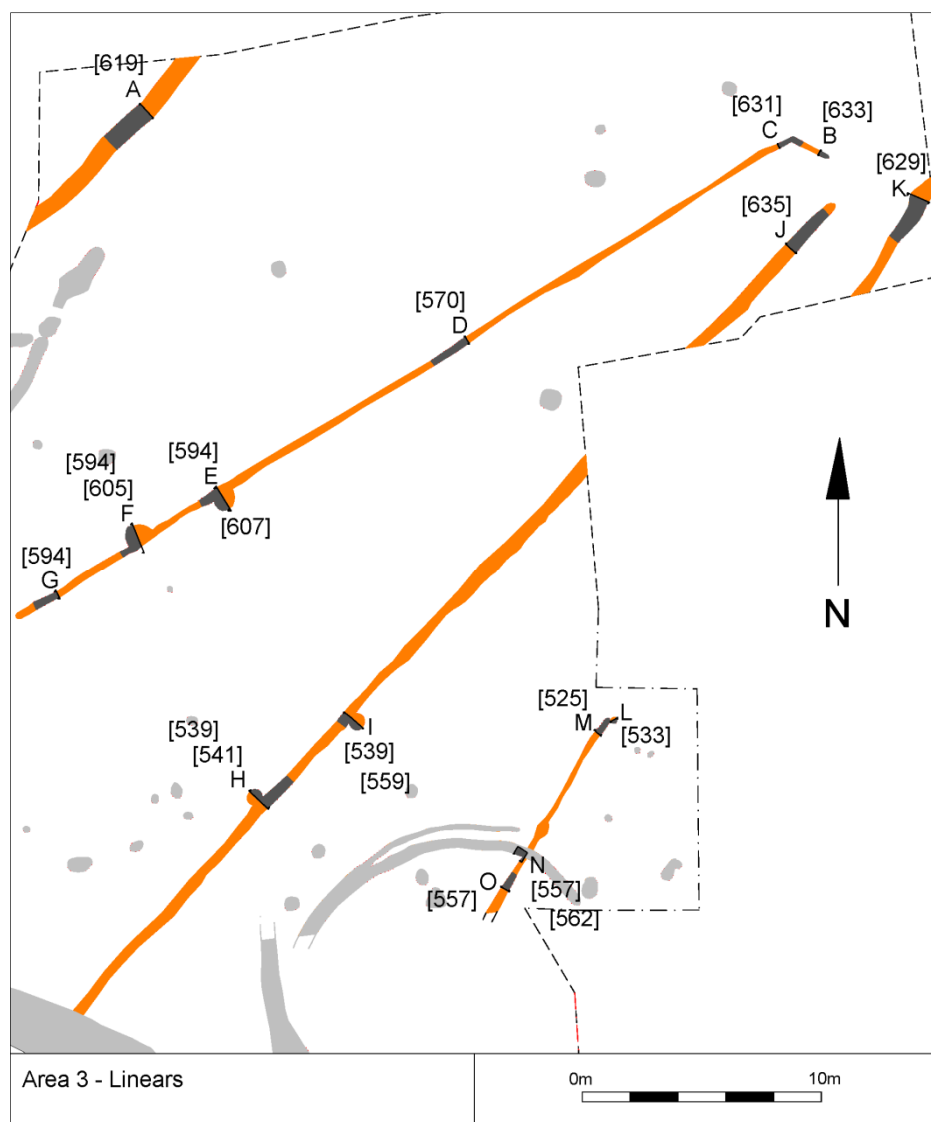 [619]
A
[631]
[633]
C
B
[629]
K
[635]
J
[570]
D
[594]
[594]
E
[605]
F
[607]
[594]
G
N
[525]
M
L
[533]
[539]
I
[541]
[539]
H
[559]
N
O
[557]
[557]
[562]
Area 3 - Linears
0m
10m